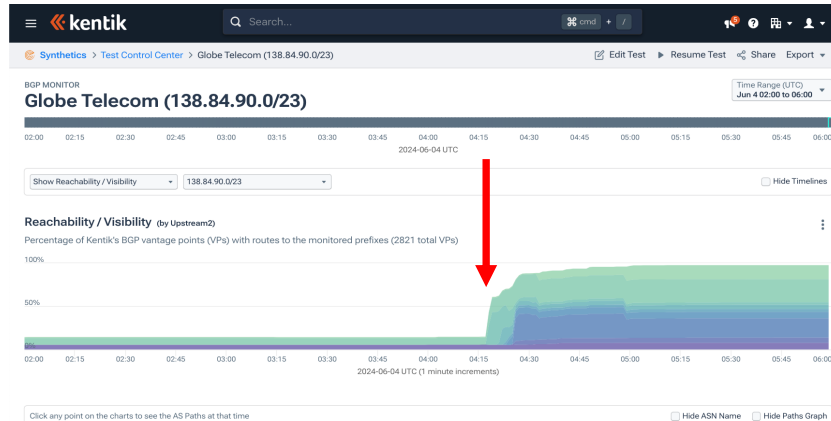 kentik
Search...
cmd + /
5
Synthetics > Test Control Center > Globe Telecom (138.84.90.0/23)
Edit Test
Resume Test
Share
Export
BGP MONITOR
Globe Telecom (138.84.90.0/23)
Time Range (UTC)
Jun 4 02:00 to 06:00
02:00 02:15 02:30 02:45 03:00 03:15 03:30 03:45 04:00 04:15 04:30 04:45 05:00 05:15 05:30 05:45 06:00
2024-06-04 UTC
Show Reachability / Visibility
138.84.90.0/23
Hide Timelines
Reachability / Visibility (by Upstream2)
Percentage of Kentik's BGP vantage points (VPs) with routes to the monitored prefixes (2821 total VPs)
100%
50%
0%
02:00 02:15 02:30 02:45 03:00 03:15 03:30 03:45 04:00 04:15 04:30 04:45 05:00 05:15 05:30 05:45 06:00
2024-06-04 UTC (1 minute increments)
Click any point on the charts to see the AS Paths at that time
Hide ASN Name
Hide Paths Graph